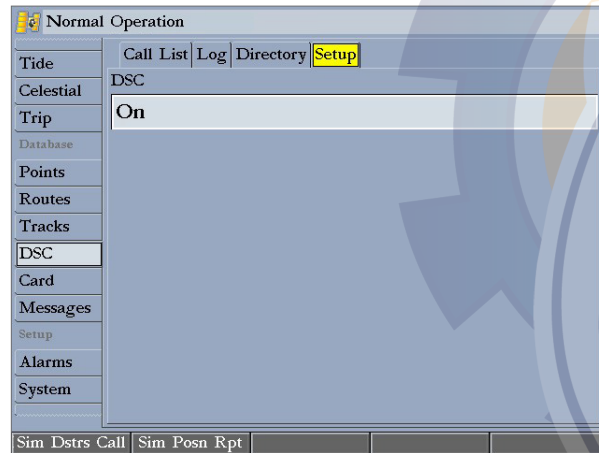 Normal Operation
Call List Log Directory Setup
Tide
Celestial
Trip
Database
Points
Routes
Tracks
DSC
Card
Messages
Setup
Alarms
System
DSC
On
Sim Dstrs Call Sim Posn Rpt